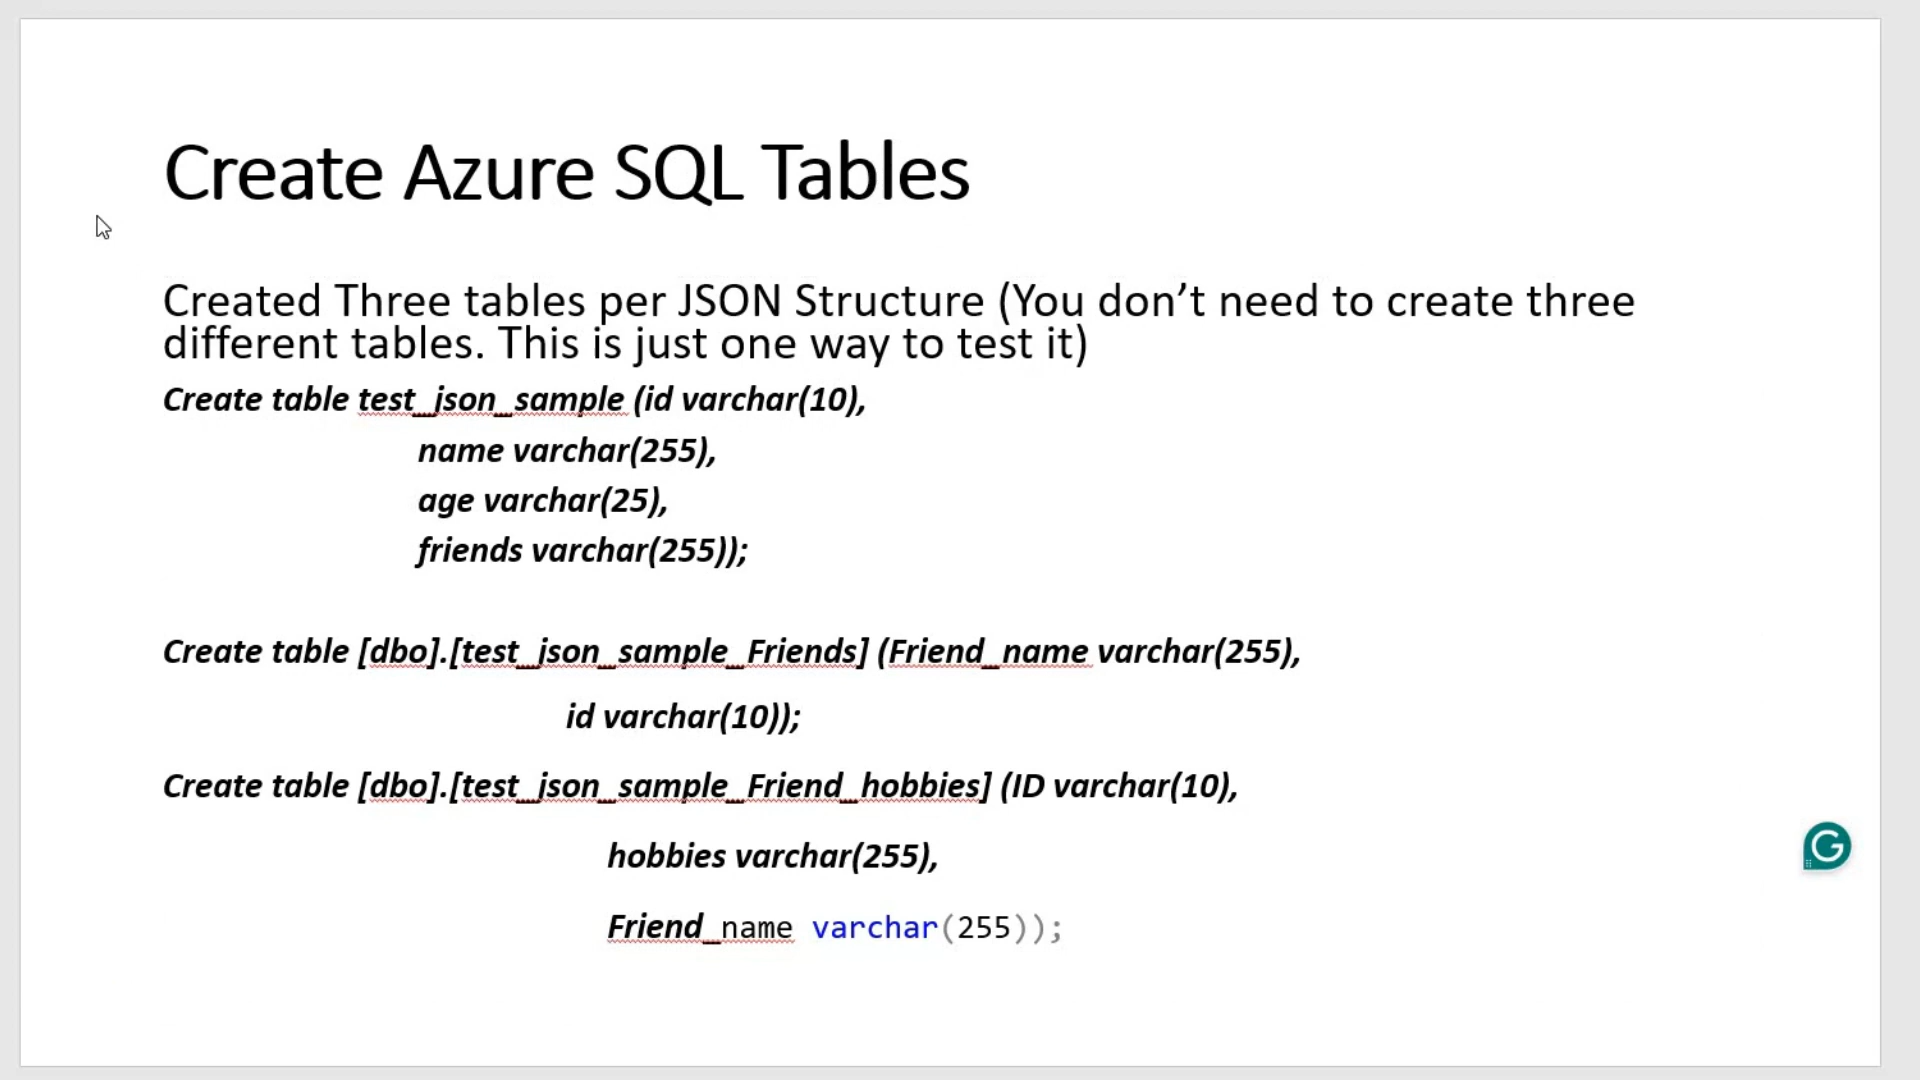 Create Azure SQL Tables
Created Three tables per JSON Structure (You don’t need to create three
different tables. This is just one way to test it)
Create table test_json_sample (id varchar(10),
name varchar(255),
age varchar(25),
friends varchar(255));
Create table [dbo].[test_json_sample_Friends] (Friend_name varchar(255),
id varchar(10));
Create table [dbo].[test_json_sample_Friend_hobbies] (ID varchar(10),
hobbies varchar(255),
Friend_name varchar(255));